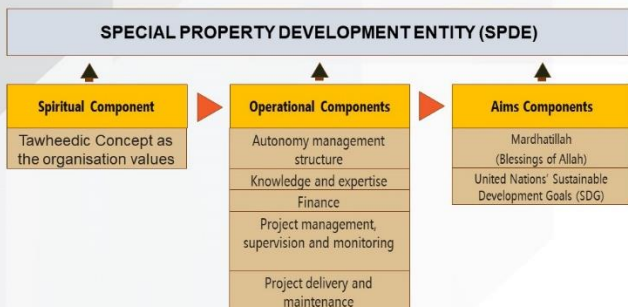 SPECIAL PROPERTY DEVELOPMENT ENTITY (SPDE)
Spiritual Component
Tawheedic Concept as
the organisation values
Operational Components
Autonomy management
structure
Knowledge and expertise
Finance
Project management,
supervision and monitoring
Project delivery and
maintenance
Aims Components
Mardhatillah
(Blessings of Allah)
United Nations' Sustainable
Development Goals (SDG)